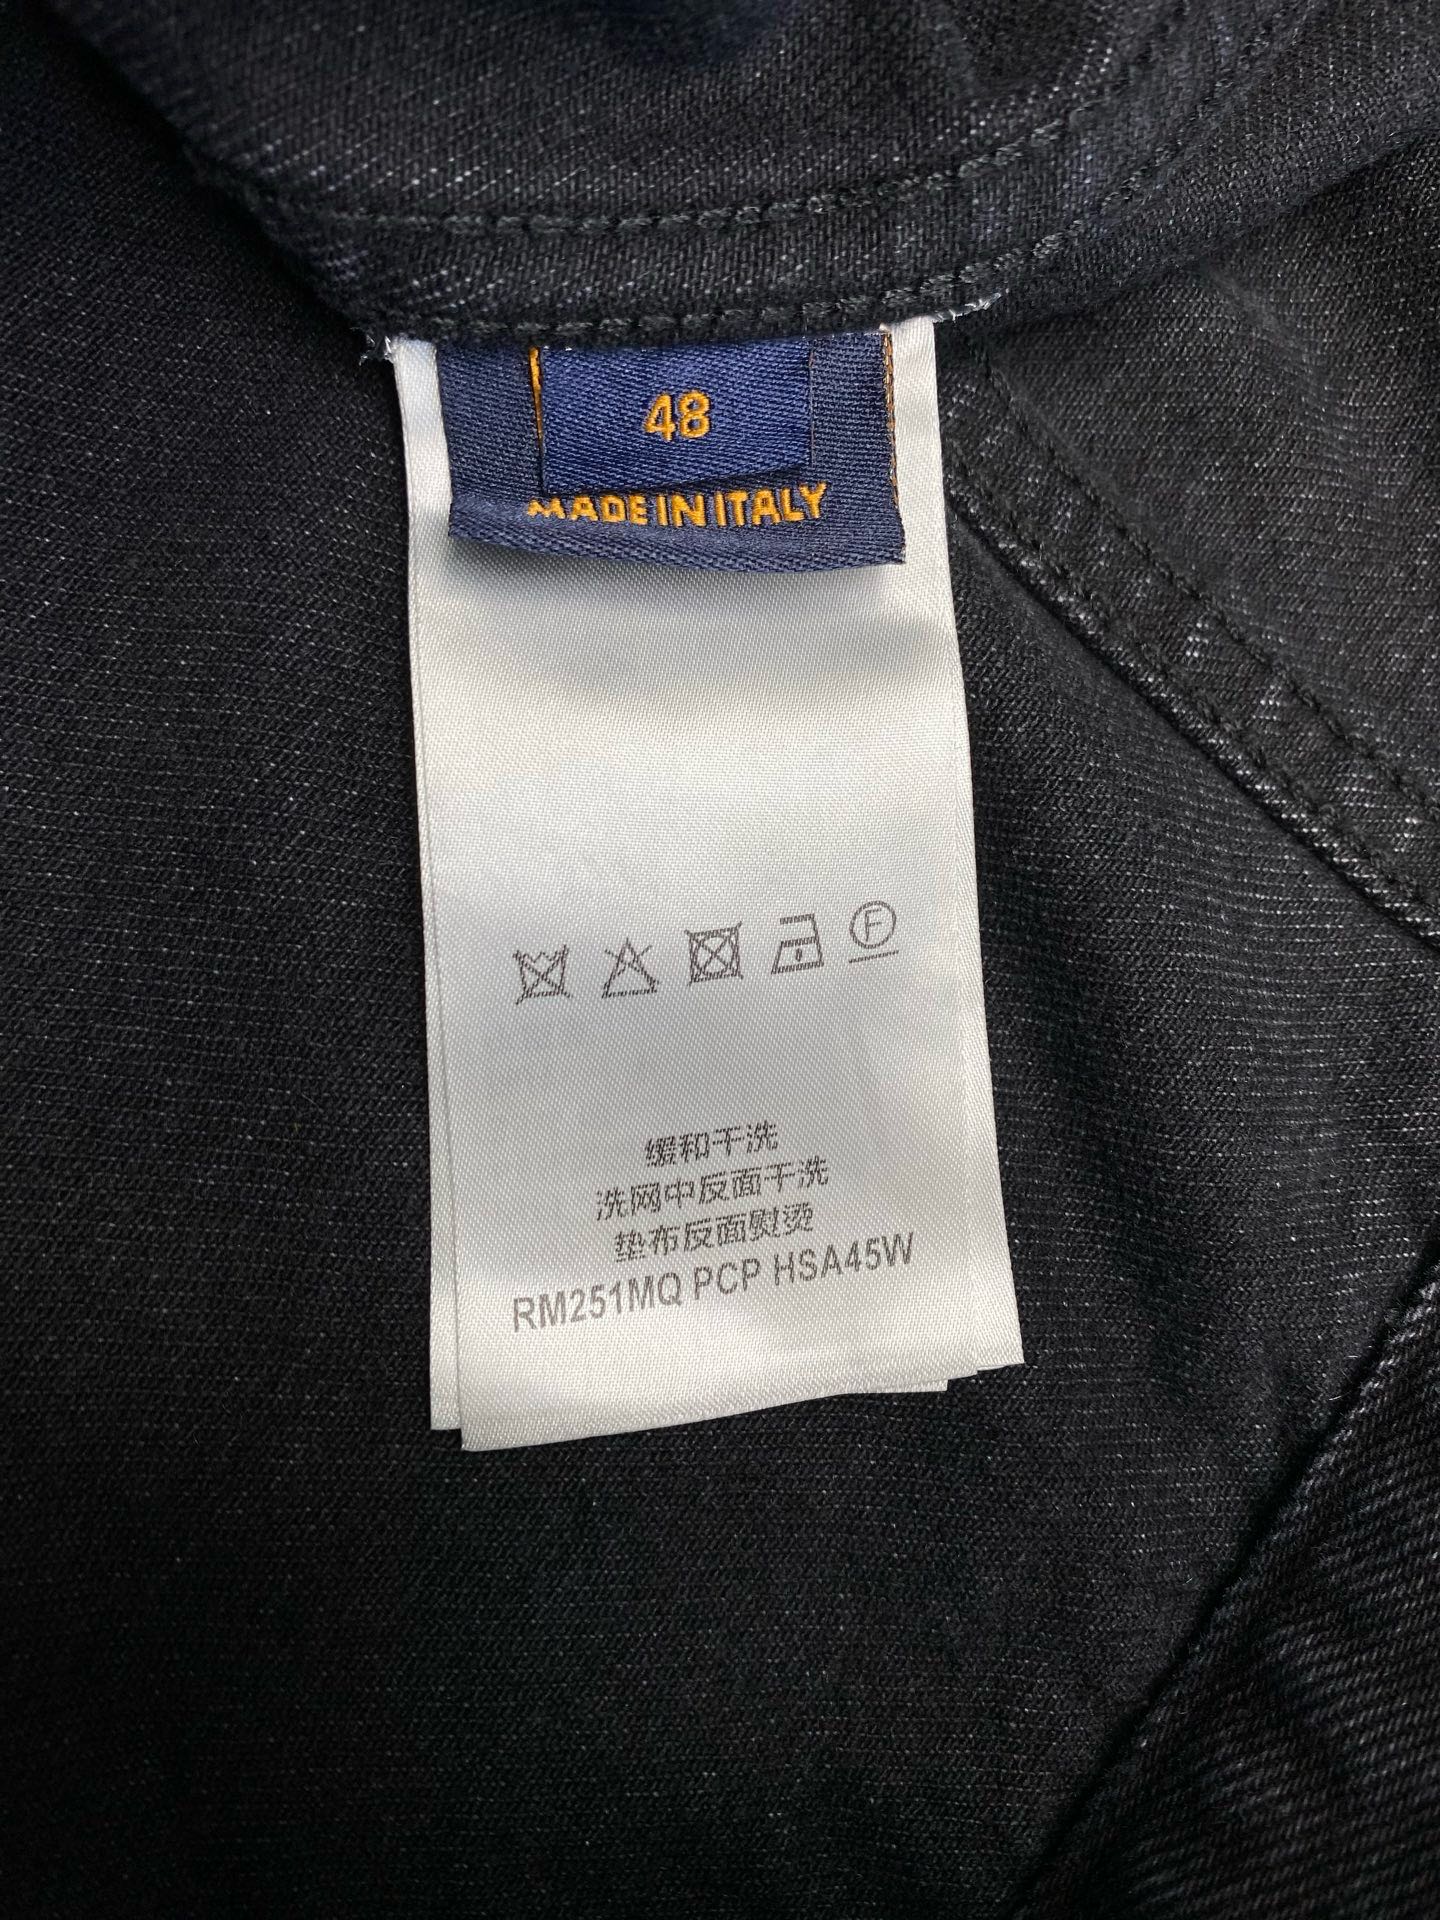 48
MADE IN ITALY
F
缓和干洗
洗网中反面干洗
垫布反面熨烫
RM251MQ PCP HSA45W